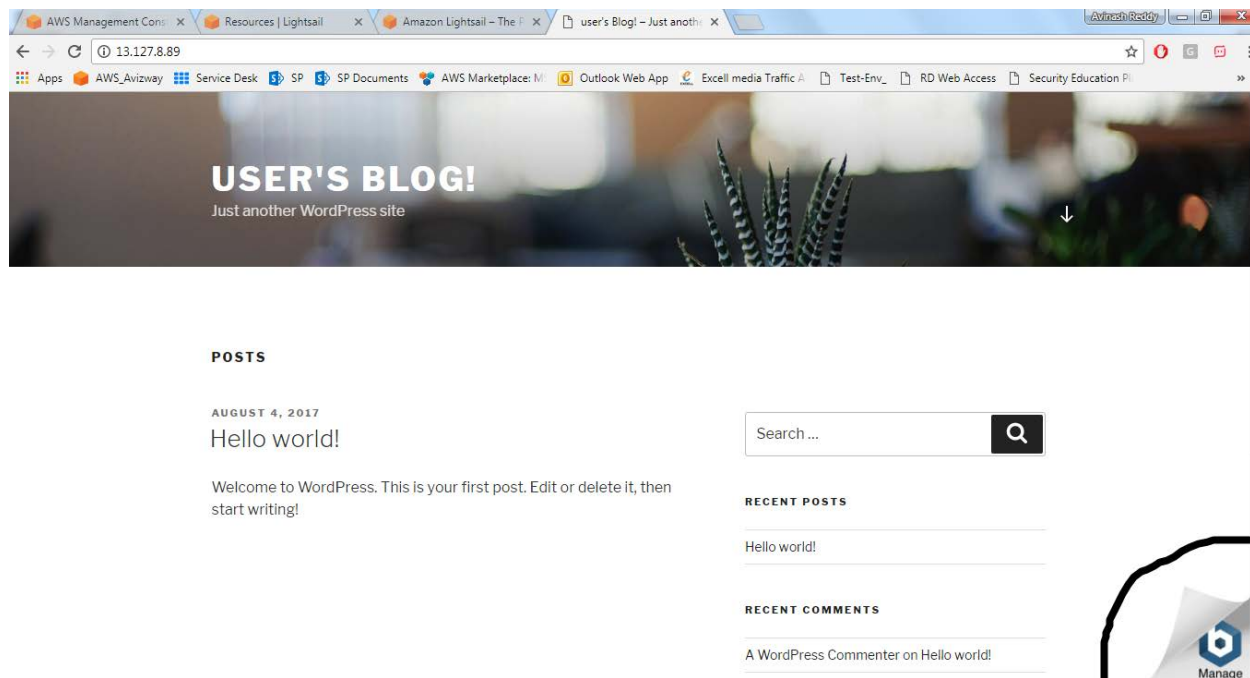 AWS Management Cons
Resources | Lightsail
Amazon Lightsail – The F
user's Blog! – Just anothe
Avinash Reddy
13.127.8.89
Apps AWS_Avizway Service Desk SP SP Documents AWS Marketplace: M Outlook Web App Excell media Traffic A Test-Env_ RD Web Access Security Education P
USER'S BLOG!
Just another WordPress site
POSTS
AUGUST 4, 2017
Hello world!
Welcome to WordPress. This is your first post. Edit or delete it, then
start writing!
Search ...
RECENT POSTS
Hello world!
RECENT COMMENTS
A WordPress Commenter on Hello world!
Manage